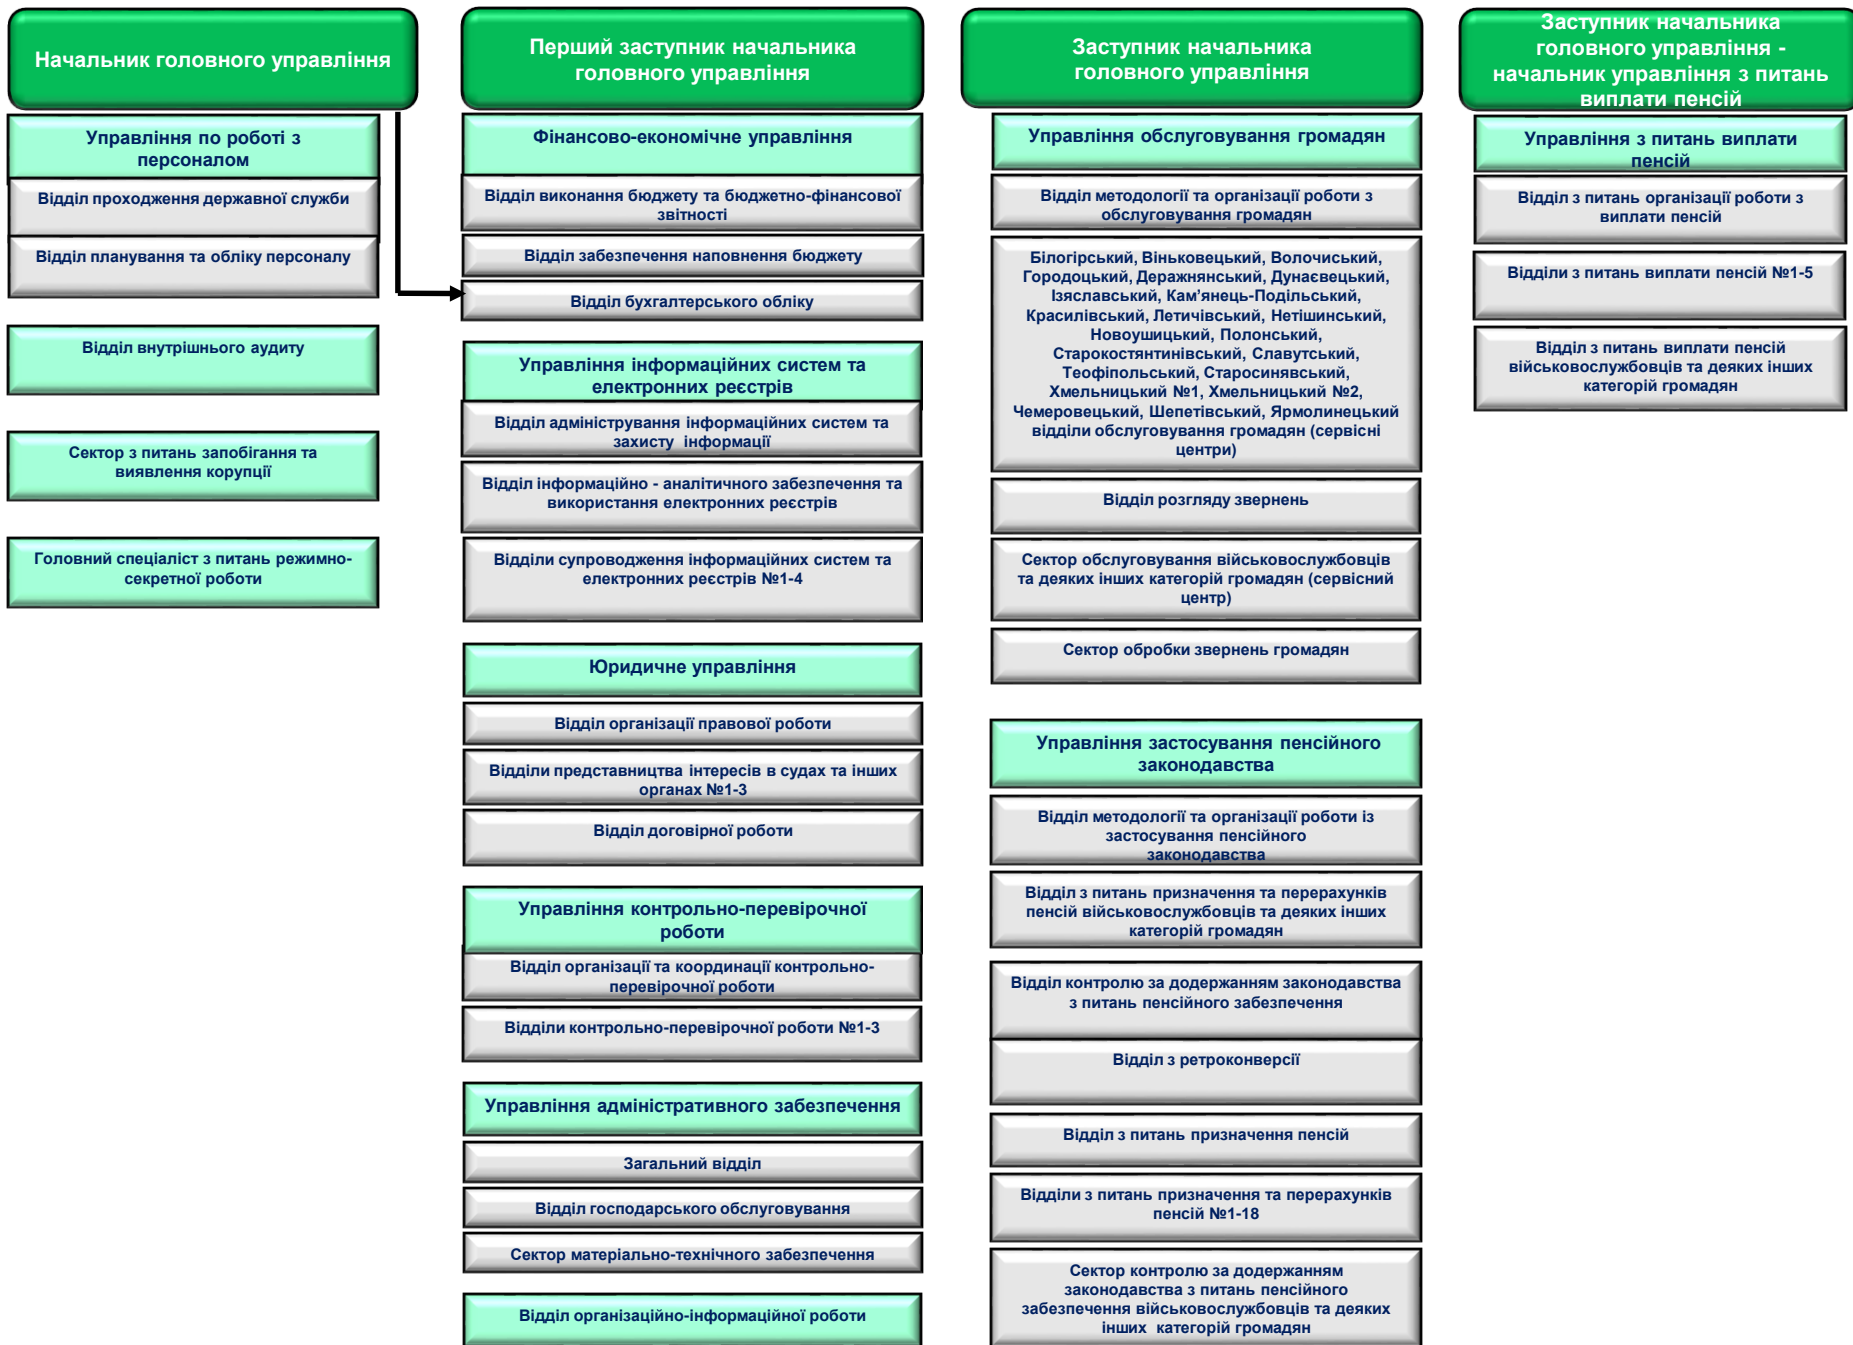 Начальник головного управління
Управління по роботі з
персоналом
Відділ проходження державної служби
Відділ планування та обліку персоналу
Відділ внутрішнього аудиту
Сектор з питань запобігання та
виявлення корупції
Головний спеціаліст з питань режимно-
секретної роботи
Перший заступник начальника
головного управління
Фінансово-економічне управління
Відділ виконання бюджету та бюджетно-фінансової
звітності
Відділ забезпечення наповнення бюджету
Відділ бухгалтерського обліку
Управління інформаційних систем та
електронних реєстрів
Відділ адміністрування інформаційних систем та
захисту інформації
Відділ інформаційно - аналітичного забезпечення та
використання електронних реєстрів
Відділи супроводження інформаційних систем та
електронних реєстрів №1-4
Юридичне управління
Відділ організації правової роботи
Відділи представництва інтересів в судах та інших
органах №1-3
Відділ договірної роботи
Управління контрольно-перевірочної
роботи
Відділ організації та координації контрольно-
перевірочної роботи
Відділи контрольно-перевірочної роботи №1-3
Управління адміністративного забезпечення
Загальний відділ
Відділ господарського обслуговування
Сектор матеріально-технічного забезпечення
Відділ організаційно-інформаційної роботи
Заступник начальника
головного управління
Управління обслуговування громадян
Відділ методології та організації роботи з
обслуговування громадян
Білогірський, Віньковецький, Волочиський,
Городоцький, Деражнянський, Дунаєвецький,
Ізяславський, Кам’янець-Подільський,
Красилівський, Летичівський, Нетішинський,
Новоушицький, Полонський,
Старокостянтинівський, Славутський,
Теофіпольський, Старосинявський,
Хмельницький №1, Хмельницький №2,
Чемеровецький, Шепетівський, Ярмолинецький
відділи обслуговування громадян (сервісні
центри)
Відділ розгляду звернень
Сектор обслуговування військовослужбовців
та деяких інших категорій громадян (сервісний
центр)
Сектор обробки звернень громадян
Управління застосування пенсійного
законодавства
Відділ методології та організації роботи із
застосування пенсійного
законодавства
Відділ з питань призначення та перерахунків
пенсій військовослужбовців та деяких інших
категорій громадян
Відділ контролю за додержанням законодавства
з питань пенсійного забезпечення
Відділ з ретроконверсії
Відділ з питань призначення пенсій
Відділи з питань призначення та перерахунків
пенсій №1-18
Сектор контролю за додержанням
законодавства з питань пенсійного
забезпечення військовослужбовців та деяких
інших категорій громадян
Заступник начальника
головного управління -
начальник управління з питань
виплати пенсій
Управління з питань виплати
пенсій
Відділ з питань організації роботи з
виплати пенсій
Відділи з питань виплати пенсій №1-5
Відділ з питань виплати пенсій
військовослужбовців та деяких інших
категорій громадян